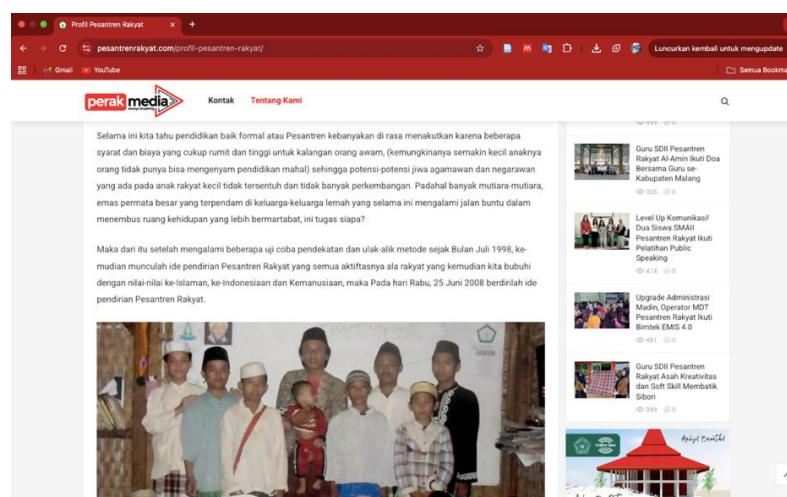 Profil Pesantren Rakyat
pesantrenrakyat.com/profil-pesantren-rakyat/
Luncurkan kembali untuk mengupdate
Gmail
YouTube
Semua Bookma
perak media
Kontak
Tentang Kami
Selama ini kita tahu pendidikan baik formal atau Pesantren kebanyakan di rasa menakutkan karena beberapa
syarat dan biaya yang cukup rumit dan tinggi untuk kalangan orang awam, (kemungkinanya semakin kecil anaknya
orang tidak punya bisa mengenyam pendidikan mahal) sehingga potensi-potensi jiwa agamawan dan negarawan
yang ada pada anak rakyat kecil tidak tersentuh dan tidak banyak perkembangan. Padahal banyak mutiara-mutiara,
emas permata besar yang terpendam di keluarga-keluarga lemah yang selama ini mengalami jalan buntu dalam
menembus ruang kehidupan yang lebih bermartabat, ini tugas siapa?
Maka dari itu setelah mengalami beberapa uji coba pendekatan dan ulak-alik metode sejak Bulan Juli 1998, ke-
mudian munculah ide pendirian Pesantren Rakyat yang semua aktiftasnya ala rakyat yang kemudian kita bubuhi
dengan nilai-nilai ke-Islaman, ke-Indonesiaan dan Kemanusiaan, maka Pada hari Rabu, 25 Juni 2008 berdirilah ide
pendirian Pesantren Rakyat.
499 0
Guru SDII Pesantren
Rakyat Al-Amin Ikuti Doa
Bersama Guru se-
Kabupaten Malang
305 0
Level Up Komunikasi!
Dua Siswa SMAII
Pesantren Rakyat Ikuti
Pelatihan Public
Speaking
414 0
Upgrade Administrasi
Madin, Operator MDT
Pesantren Rakyat Ikuti
Bimtek EMIS 4.0
481 0
Guru SDII Pesantren
Rakyat Asah Kreativitas
dan Soft Skill Membatik
Sibori
399 0